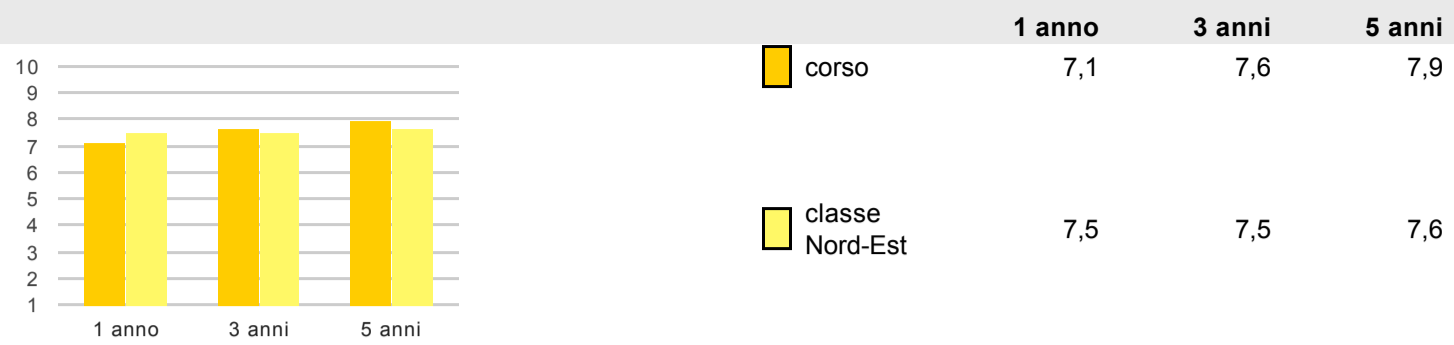 1 anno 3 anni 5 anni
corso 7,1 7,6 7,9
classe
Nord-Est 7,5 7,5 7,6
10
9
8
7
6
5
4
3
2
1
1 anno 3 anni 5 anni